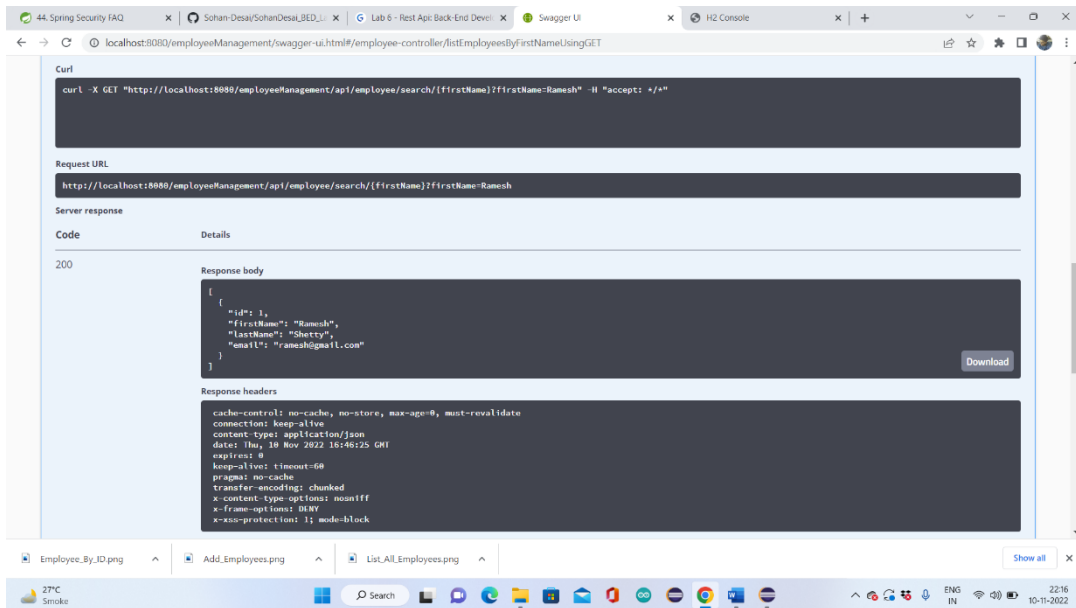 44. Spring Security FAQ
Sohan-Desai/SohanDesai_BED_La
Lab 6 - Rest Api: Back-End Devel
Swagger UI
H2 Console
localhost:8080/employeeManagement/swagger-ui.html#/employee-controller/listEmployeesByFirstNameUsingGET
Curl
curl -X GET "http://localhost:8080/employeeManagement/api/employee/search/{firstName}?firstName=Ramesh" -H "accept: */*"
Request URL
http://localhost:8080/employeeManagement/api/employee/search/{firstName}?firstName=Ramesh
Server response
Code Details
200
Response body
[
{
"id": 1,
"firstName": "Ramesh",
"lastName": "Shetty",
"email": "ramesh@gmail.com"
}
]
Download
Response headers
cache-control: no-cache, no-store, max-age=0, must-revalidate
connection: keep-alive
content-type: application/json
date: Thu, 10 Nov 2022 16:46:25 GMT
expires: 0
keep-alive: timeout=60
pragma: no-cache
transfer-encoding: chunked
x-content-type-options: nosniff
x-frame-options: DENY
x-xss-protection: 1; mode=block
Employee_By_ID.png
Add_Employees.png
List_All_Employees.png
Show all
27°C
Smoke
Search
ENG
IN
22:16
10-11-2022